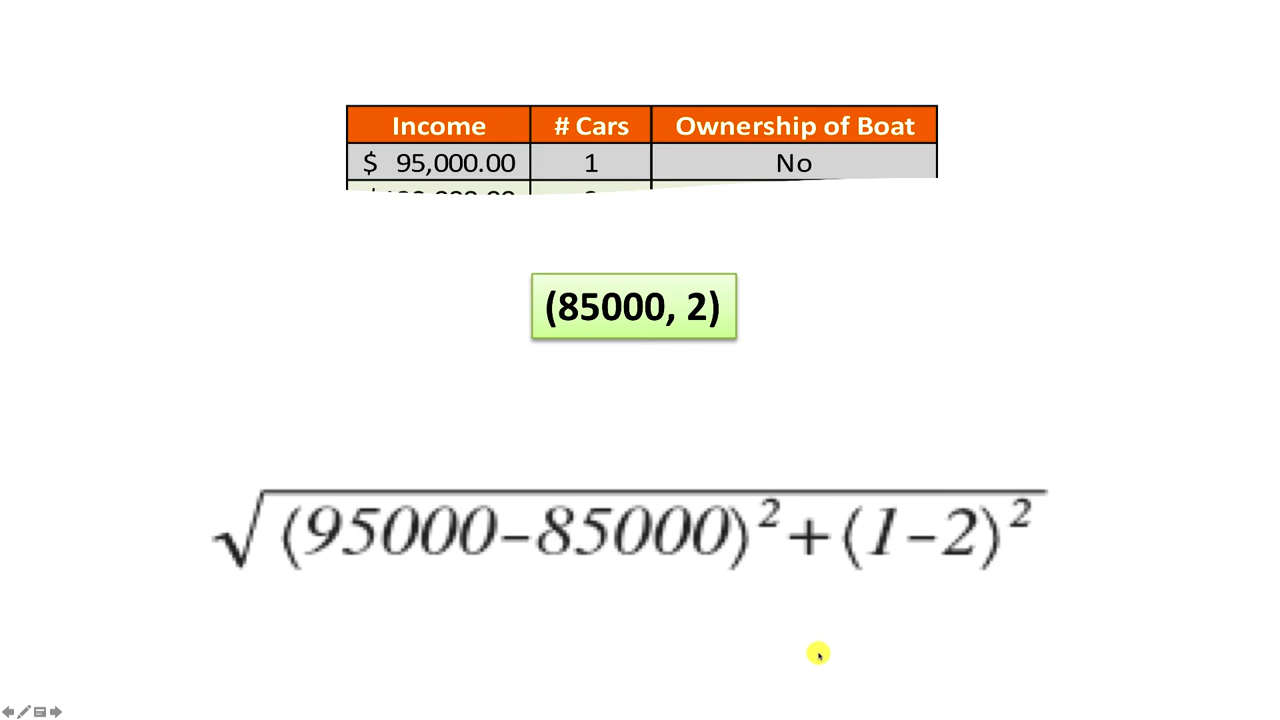 Income # Cars Ownership of Boat
$ 95,000.00 1 No
(85000, 2)
√(95000–85000)²+(1–2)²